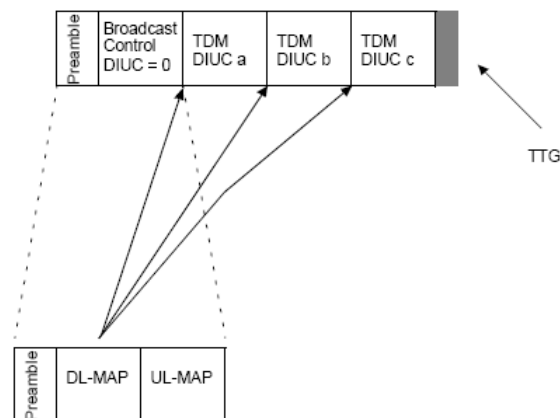 Preamble
Broadcast
Control
DIUC = 0
TDM
DIUC a
TDM
DIUC b
TDM
DIUC c
TTG
Preamble
DL-MAP
UL-MAP